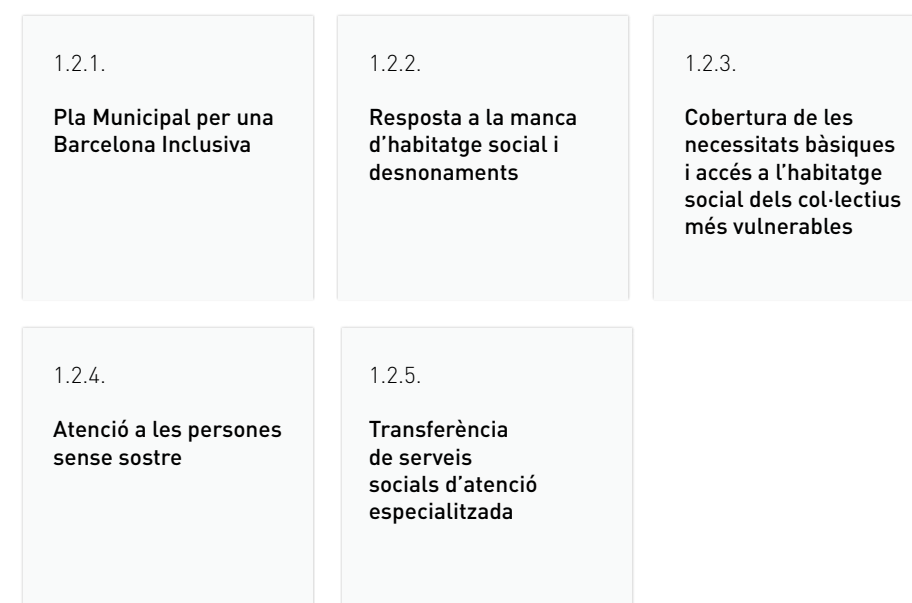 1.2.1.
Pla Municipal per una
Barcelona Inclusiva
1.2.2.
Resposta a la manca
d’habitatge social i
desnonaments
1.2.3.
Cobertura de les
necessitats bàsiques
i accés a l’habitatge
social dels col·lectius
més vulnerables
1.2.4.
Atenció a les persones
sense sostre
1.2.5.
Transferència
de serveis
socials d’atenció
especialitzada